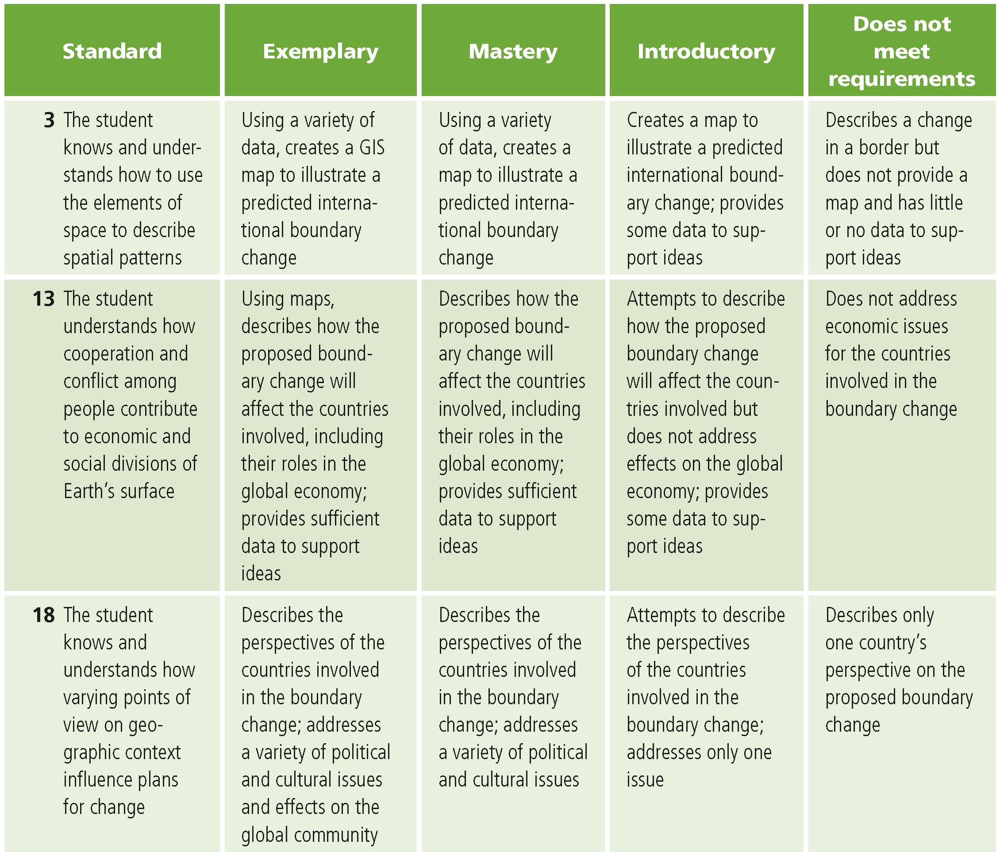 Standard
Exemplary
Mastery
Introductory
Does not
meet
requirements
3 The student
knows and under-
stands how to use
the elements of
space to describe
spatial patterns
Using a variety of
data, creates a GIS
map to illustrate a
predicted interna-
tional boundary
change
Using a variety
of data, creates a
map to illustrate a
predicted interna-
tional boundary
change
Creates a map to
illustrate a predicted
international bound-
ary change; provides
some data to sup-
port ideas
Describes a change
in a border but
does not provide a
map and has little
or no data to sup-
port ideas
13 The student
understands how
cooperation and
conflict among
people contribute
to economic and
social divisions of
Earth’s surface
Using maps,
describes how the
proposed bound-
ary change will
affect the countries
involved, including
their roles in the
global economy;
provides sufficient
data to support
ideas
Describes how the
proposed bound-
ary change will
affect the countries
involved, including
their roles in the
global economy;
provides sufficient
data to support
ideas
Attempts to describe
how the proposed
boundary change
will affect the coun-
tries involved but
does not address
effects on the global
economy; provides
some data to sup-
port ideas
Does not address
economic issues
for the countries
involved in the
boundary change
18 The student
knows and
understands how
varying points of
view on geo-
graphic context
influence plans
for change
Describes the
perspectives of the
countries involved
in the boundary
change; addresses
a variety of political
and cultural issues
and effects on the
global community
Describes the
perspectives of the
countries involved
in the boundary
change; addresses
a variety of political
and cultural issues
Attempts to describe
the perspectives
of the countries
involved in the
boundary change;
addresses only one
issue
Describes only
one country’s
perspective on the
proposed boundary
change